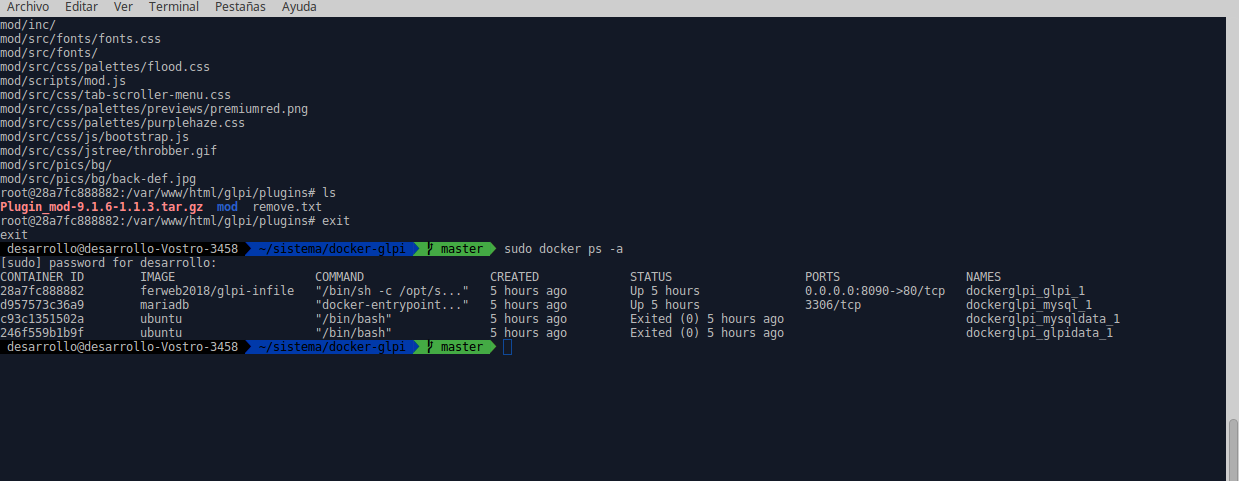 Archivo Editar Ver Terminal Pestañas Ayuda
mod/inc/
mod/src/fonts/fonts.css
mod/src/fonts/
mod/src/css/palettes/flood.css
mod/scripts/mod.js
mod/src/css/tab-scroller-menu.css
mod/src/css/palettes/previews/premiumred.png
mod/src/css/palettes/purplehaze.css
mod/src/css/js/bootstrap.js
mod/src/css/jstree/throbber.gif
mod/src/pics/bg/
mod/src/pics/bg/back-def.jpg
root@28a7fc888882:/var/www/html/glpi/plugins# ls
Plugin_mod-9.1.6-1.1.3.tar.gz mod remove.txt
root@28a7fc888882:/var/www/html/glpi/plugins# exit
exit
desarrollo@desarrollo-Vostro-3458 ~/sistema/docker-glpi master sudo docker ps -a
[sudo] password for desarrollo:
CONTAINER ID IMAGE COMMAND CREATED STATUS PORTS NAMES
28a7fc888882 ferweb2018/glpi-infile "/bin/sh -c /opt/s..." 5 hours ago Up 5 hours 0.0.0.0:8090->80/tcp dockerglpi_glpi_1
d957573c36a9 mariadb "docker-entrypoint..." 5 hours ago Up 5 hours 3306/tcp dockerglpi_mysql_1
c93c1351502a ubuntu "/bin/bash" 5 hours ago Exited (0) 5 hours ago dockerglpi_mysqldata_1
246f559b1b9f ubuntu "/bin/bash" 5 hours ago Exited (0) 5 hours ago dockerglpi_glpidata_1
desarrollo@desarrollo-Vostro-3458 ~/sistema/docker-glpi master